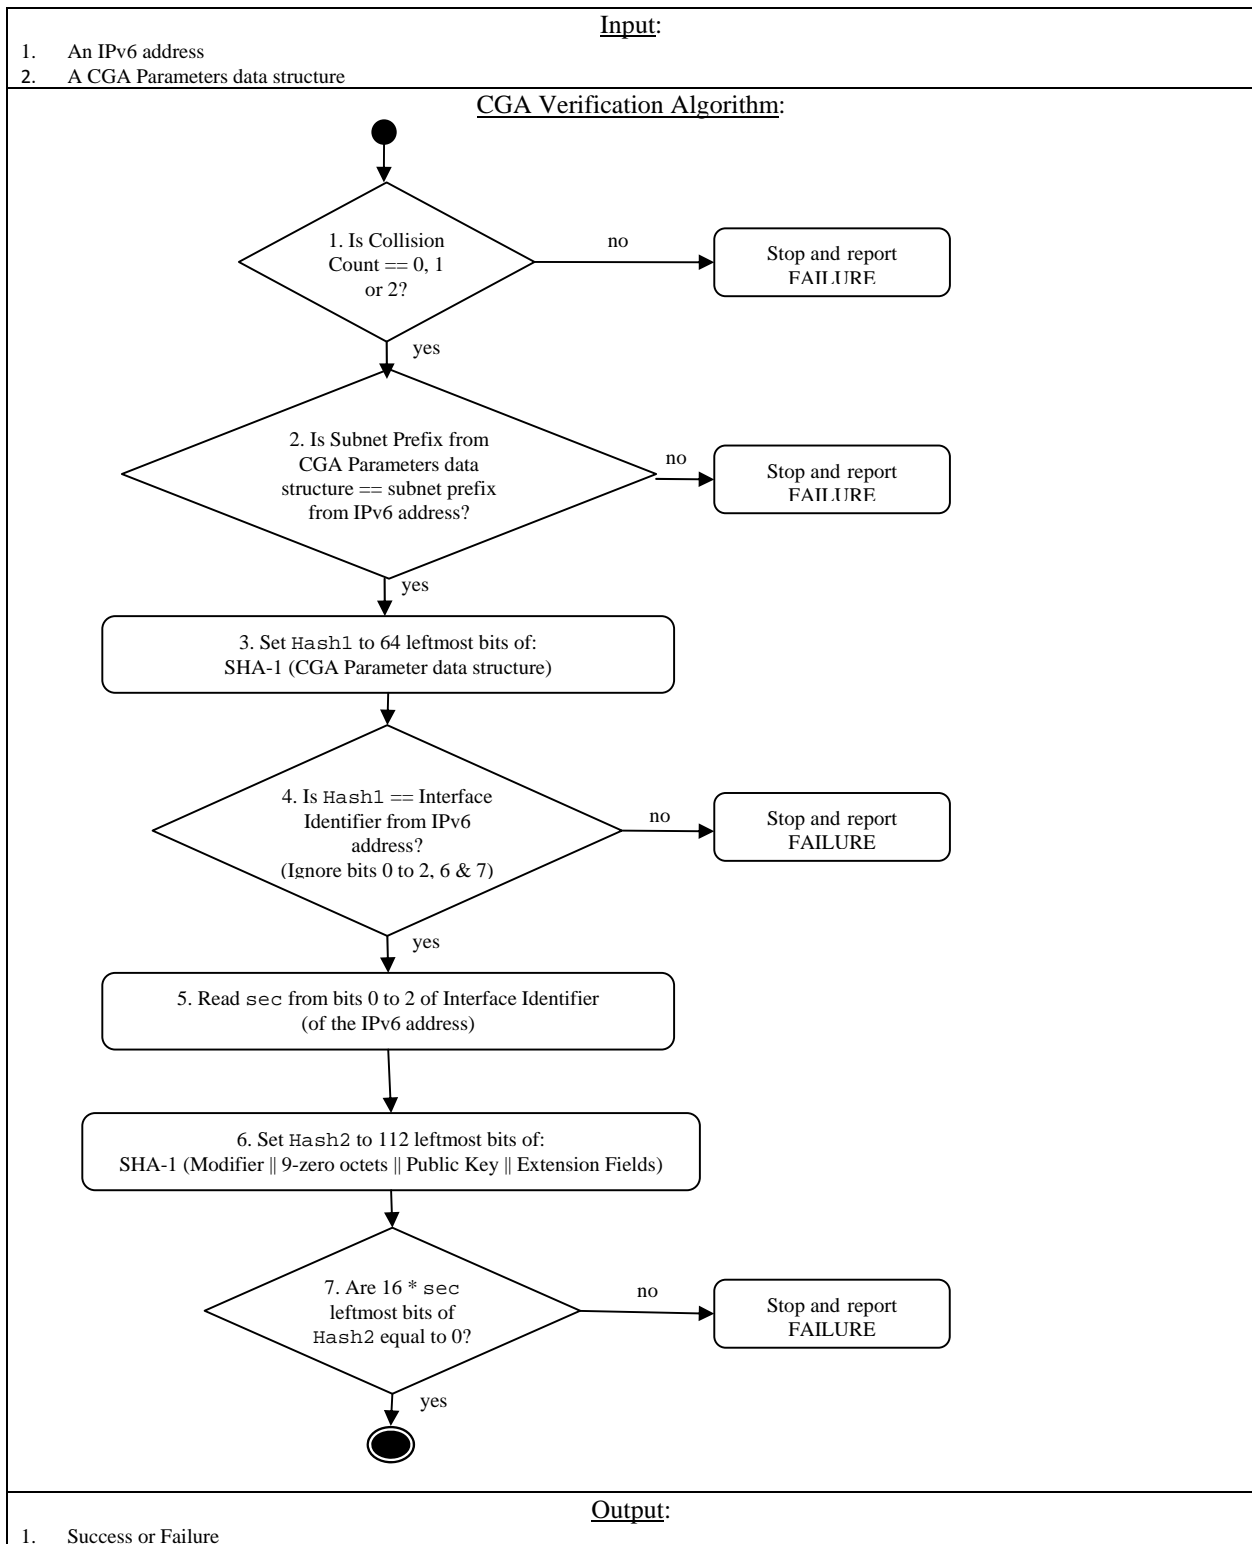 Input:
1. An IPv6 address
2. A CGA Parameters data structure
CGA Verification Algorithm:
1. Is Collision
Count == 0, 1
or 2?
no
Stop and report
FAILURE
yes
2. Is Subnet Prefix from
CGA Parameters data
structure == subnet prefix
from IPv6 address?
no
Stop and report
FAILURE
yes
3. Set Hash1 to 64 leftmost bits of:
SHA-1 (CGA Parameter data structure)
4. Is Hash1 == Interface
Identifier from IPv6
address?
(Ignore bits 0 to 2, 6 & 7)
no
Stop and report
FAILURE
yes
5. Read sec from bits 0 to 2 of Interface Identifier
(of the IPv6 address)
6. Set Hash2 to 112 leftmost bits of:
SHA-1 (Modifier || 9-zero octets || Public Key || Extension Fields)
7. Are 16 * sec
leftmost bits of
Hash2 equal to 0?
no
Stop and report
FAILURE
yes
Output:
1. Success or Failure